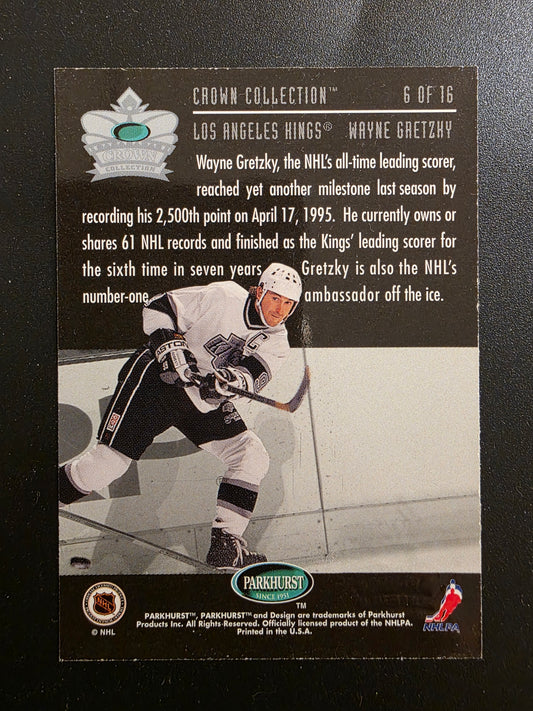 CROWN COLLECTION™ 6 OF 16
CROWN
COLLECTION
LOS ANGELES KINGS® WAYNE GRETZKY
Wayne Gretzky, the NHL's all-time leading scorer,
reached yet another milestone last season by
recording his 2,500th point on April 17, 1995. He currently owns or
shares 61 NHL records and finished as the Kings' leading scorer for
the sixth time in seven years Gretzky is also the NHL's
number-one ambassador off the ice.
C
EASTON
CCM
PARKHURST
SINCE 1951
™
NHL
© NHL
PARKHURST™, PARKHURST™ and Design are trademarks of Parkhurst
Products Inc. All Rights Reserved. Officially licensed product of the NHLPA.
Printed in the U.S.A.
NHLPA